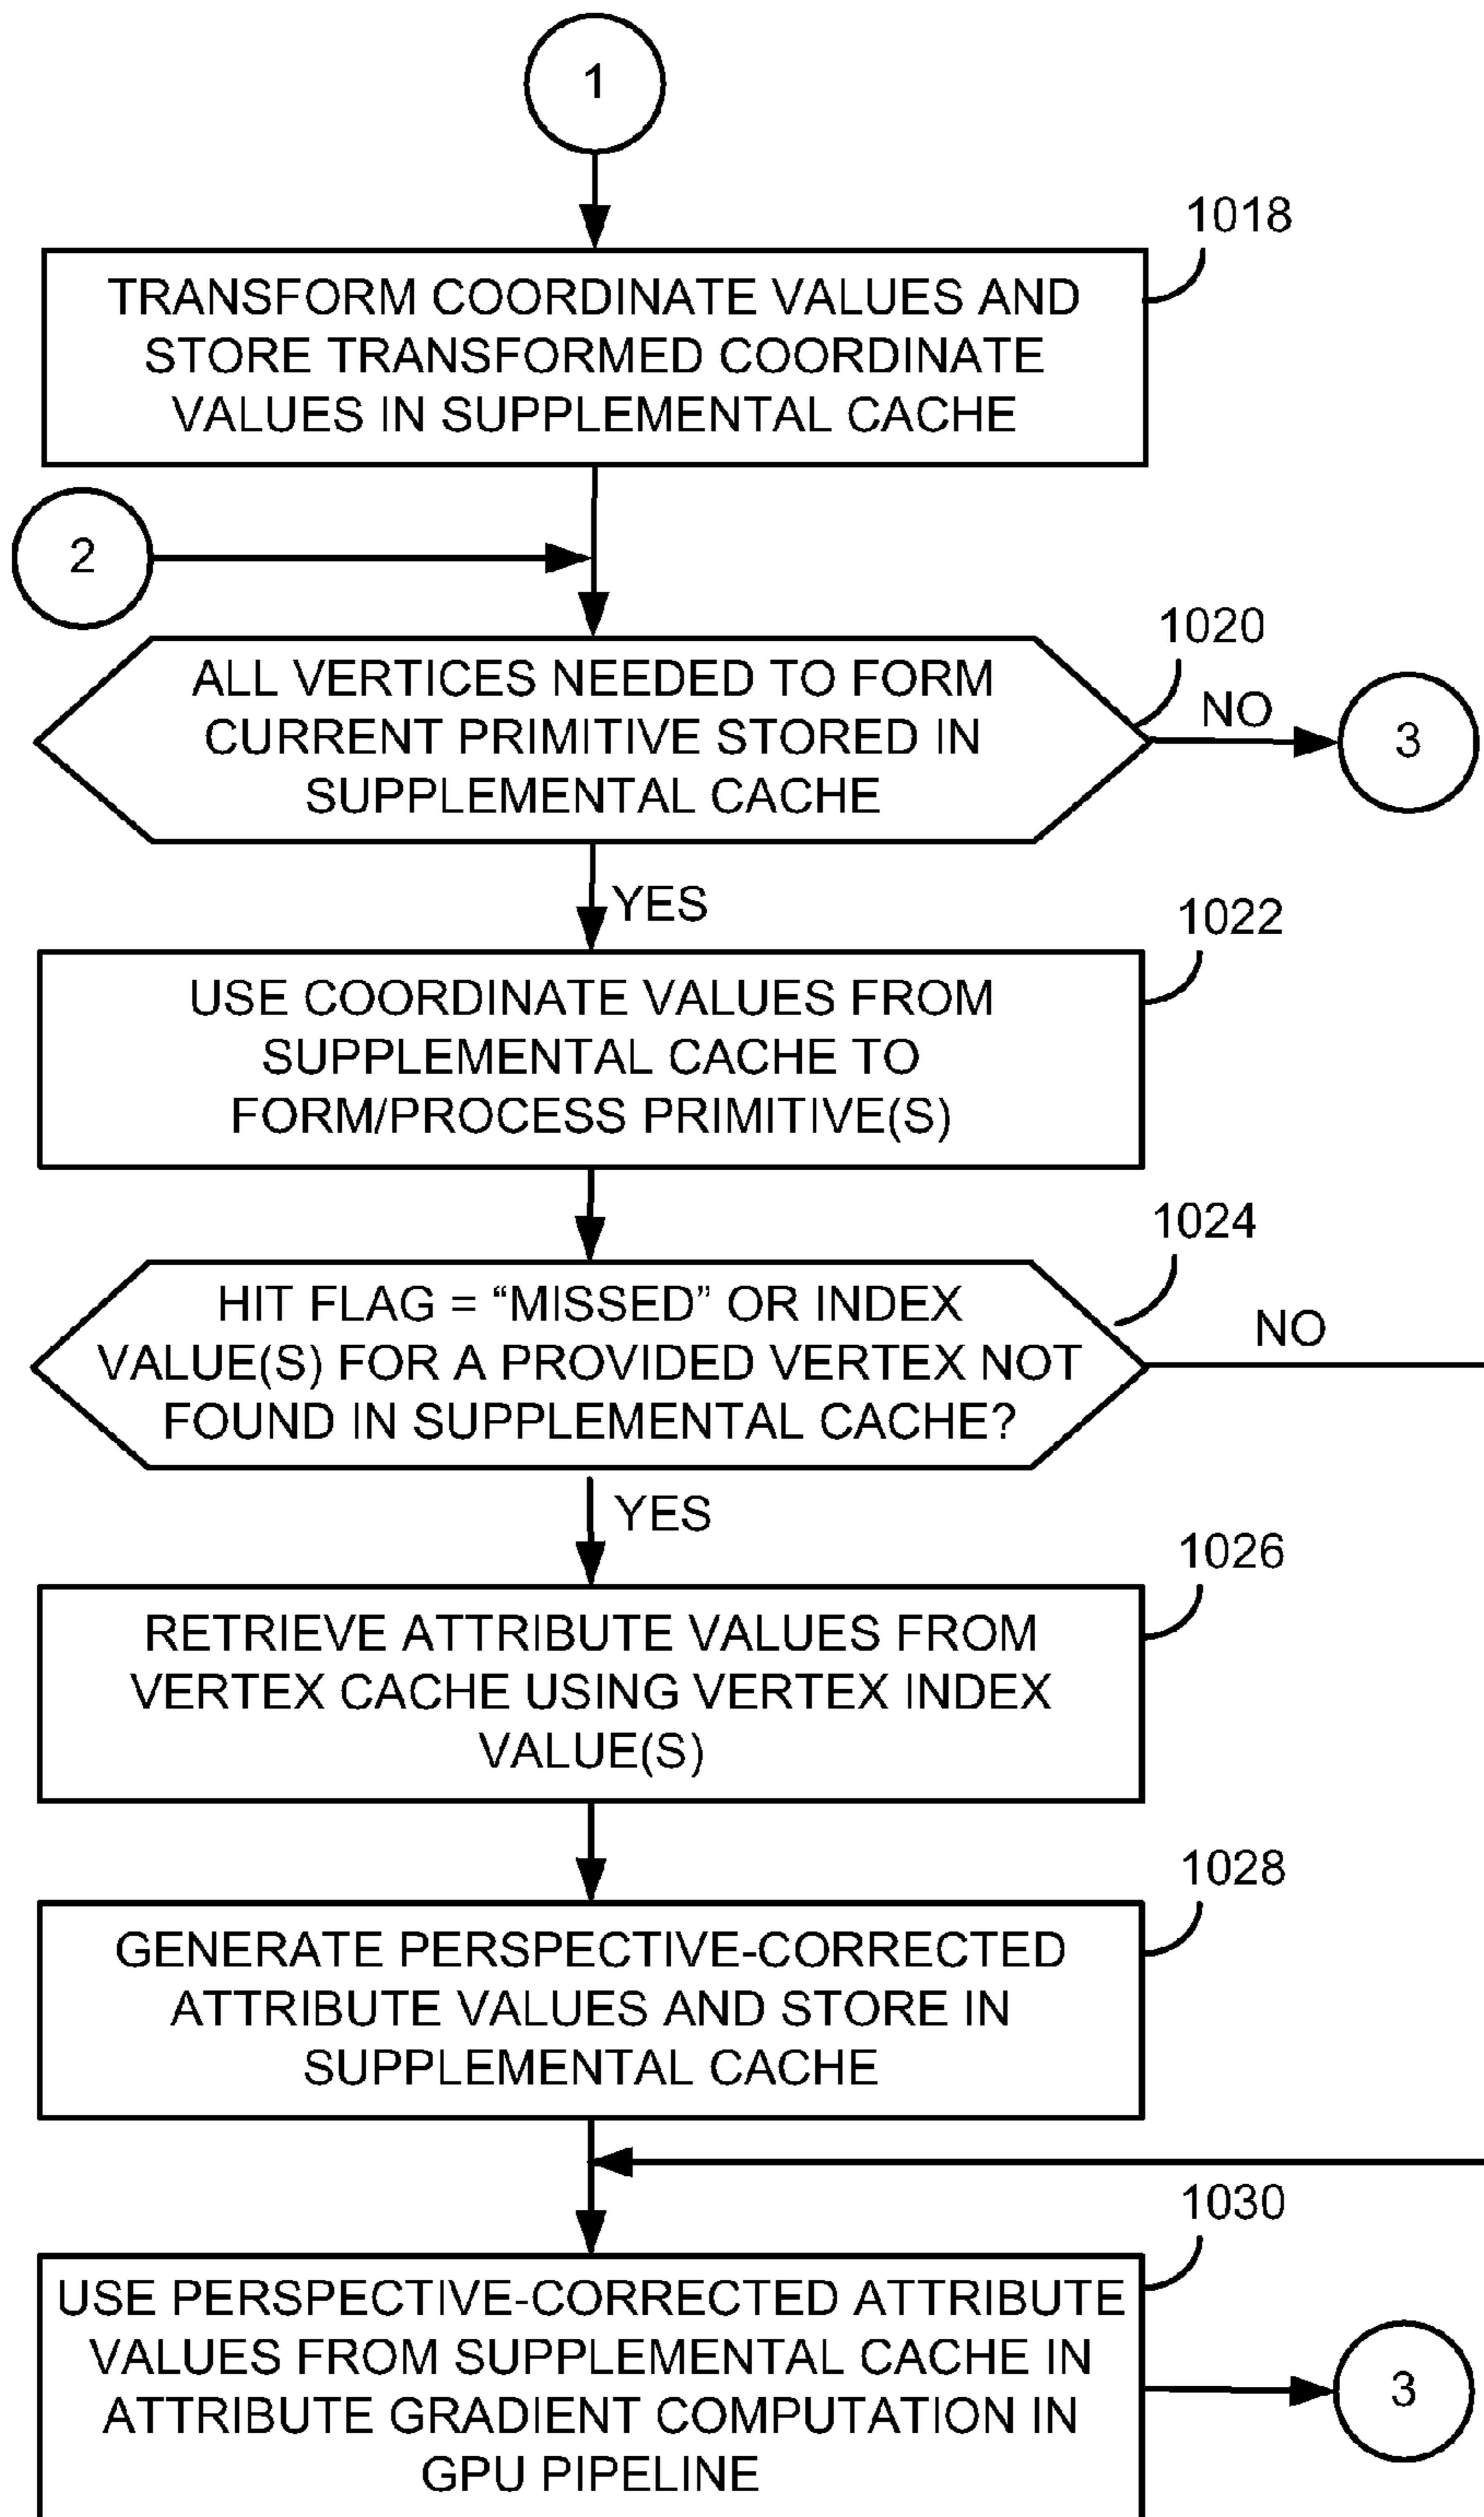 1
1018
TRANSFORM COORDINATE VALUES AND
STORE TRANSFORMED COORDINATE
VALUES IN SUPPLEMENTAL CACHE
2
1020
ALL VERTICES NEEDED TO FORM
CURRENT PRIMITIVE STORED IN
SUPPLEMENTAL CACHE
NO
3
YES
1022
USE COORDINATE VALUES FROM
SUPPLEMENTAL CACHE TO
FORM/PROCESS PRIMITIVE(S)
1024
HIT FLAG = “MISSED” OR INDEX
VALUE(S) FOR A PROVIDED VERTEX NOT
FOUND IN SUPPLEMENTAL CACHE?
NO
YES
1026
RETRIEVE ATTRIBUTE VALUES FROM
VERTEX CACHE USING VERTEX INDEX
VALUE(S)
1028
GENERATE PERSPECTIVE-CORRECTED
ATTRIBUTE VALUES AND STORE IN
SUPPLEMENTAL CACHE
1030
USE PERSPECTIVE-CORRECTED ATTRIBUTE
VALUES FROM SUPPLEMENTAL CACHE IN
ATTRIBUTE GRADIENT COMPUTATION IN
GPU PIPELINE
3